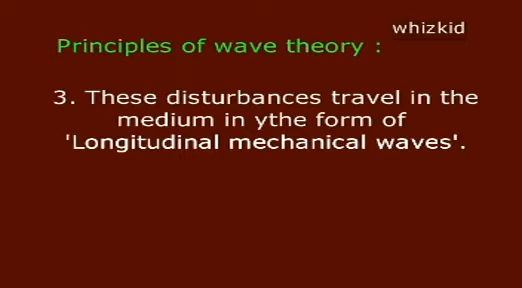 whizkid
Principles of wave theory :
3. These disturbances travel in the
medium in ythe form of
'Longitudinal mechanical waves'.